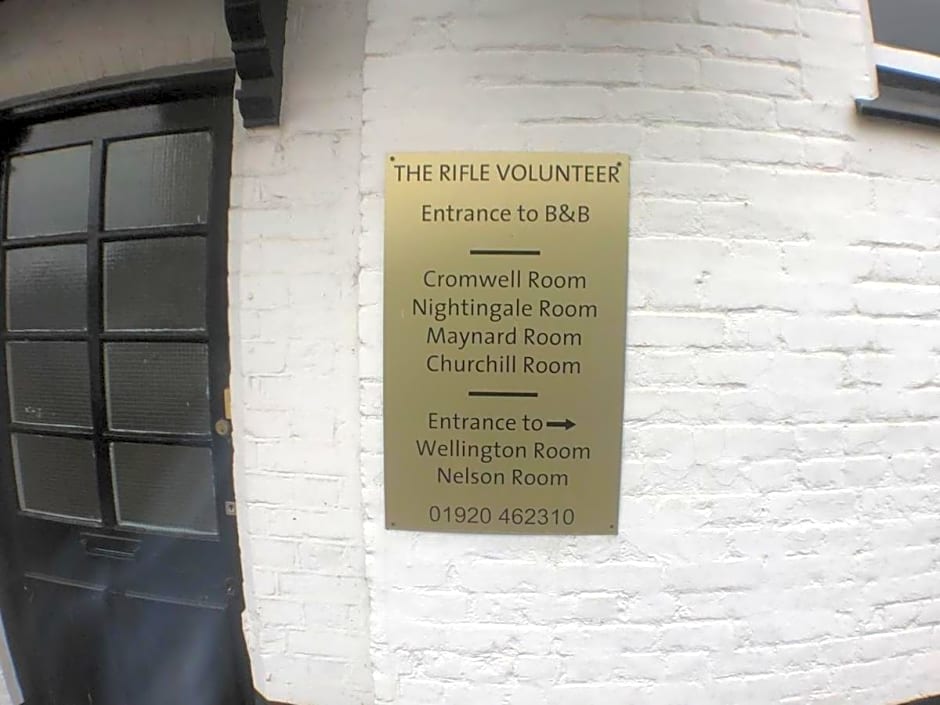 THE RIFLE VOLUNTEER
Entrance to B&B
Cromwell Room
Nightingale Room
Maynard Room
Churchill Room
Entrance to →
Wellington Room
Nelson Room
01920 462310